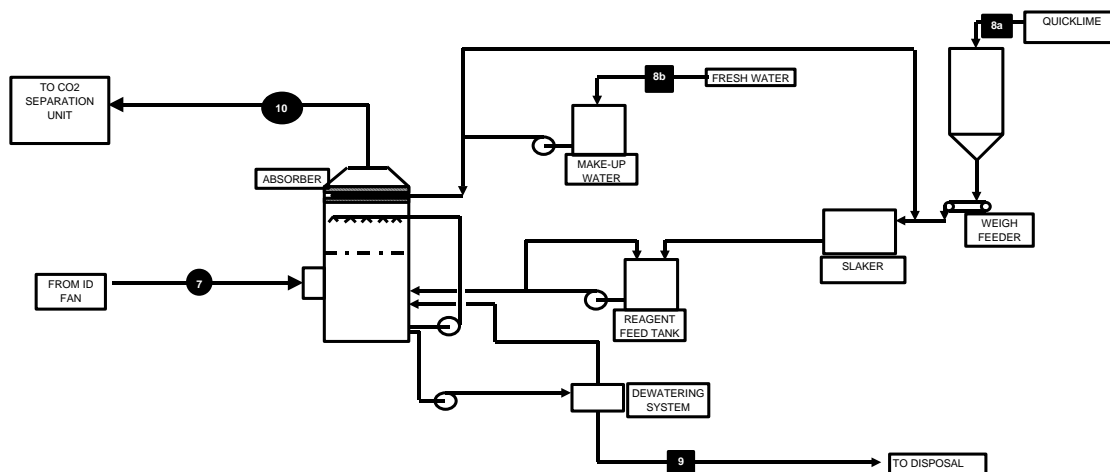 8a
QUICKLIME
8b
FRESH WATER
TO CO2
SEPARATION
UNIT
10
MAKE-UP
WATER
ABSORBER
WEIGH
FEEDER
SLAKER
FROM ID
FAN
7
REAGENT
FEED TANK
DEWATERING
SYSTEM
9
TO DISPOSAL